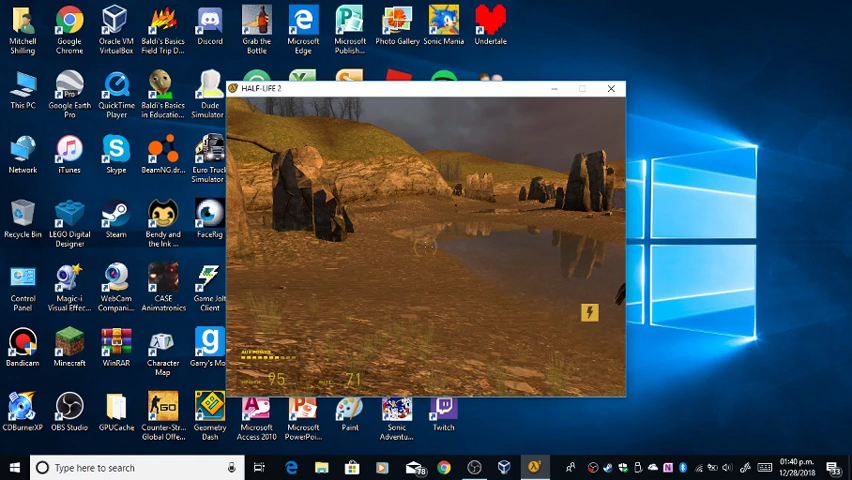 Mitchell Shilling
Google Chrome
Oracle VM VirtualBox
Baldi's Basics Field Trip D...
Discord
Grab the Bottle
Microsoft Edge
Microsoft Publish...
Photo Gallery
Sonic Mania
Undertale
This PC
Google Earth Pro
QuickTime Player
Baldi's Basics in Educatio...
Dude Simulator
HALF-LIFE 2
Network
iTunes
Skype
BeamNG.dr...
Euro Truck Simulator
Recycle Bin
LEGO Digital Designer
Steam
Bendy and the Ink ...
FaceRig
Control Panel
Magic-i Visual Effec...
WebCam Compani...
CASE Animatronics
Game Jolt Client
Bandicam
Minecraft
WinRAR
Character Map
Garry's Mo
AUX POWER
95
71
CDBurnerXP
OBS Studio
GPUCache
Counter-Str... Global Offe...
Geometry Dash
Microsoft Access 2010
Microsoft PowerPoi...
Paint
Sonic Adventu...
Twitch
Type here to search
78
01:40 p.m.
12/28/2018
33